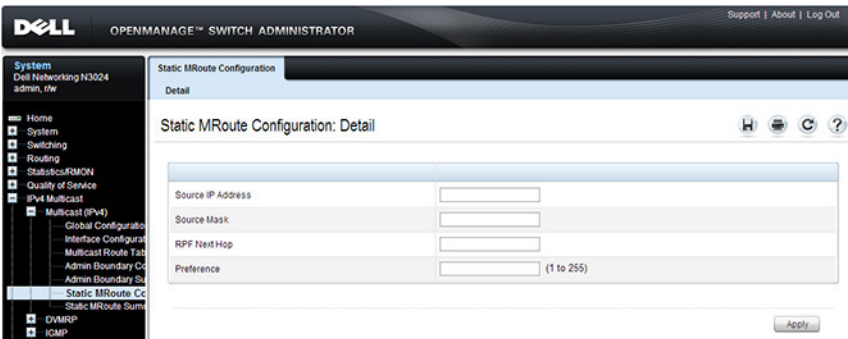 Support | About | Log Out
DELL OPENMANAGE™ SWITCH ADMINISTRATOR
System
Dell Networking N3024
admin, r/w
Home
System
Switching
Routing
Statistics/RMON
Quality of Service
IPv4 Multicast
Multicast (IPv4)
Global Configuratio
Interface Configurat
Multicast Route Tab
Admin Boundary Co
Admin Boundary Su
Static MRoute Cc
Static MRoute Sum
DVMRP
IGMP
Static MRoute Configuration
Detail
Static MRoute Configuration: Detail
H C ?
Source IP Address
Source Mask
RPF Next Hop
Preference (1 to 255)
Apply